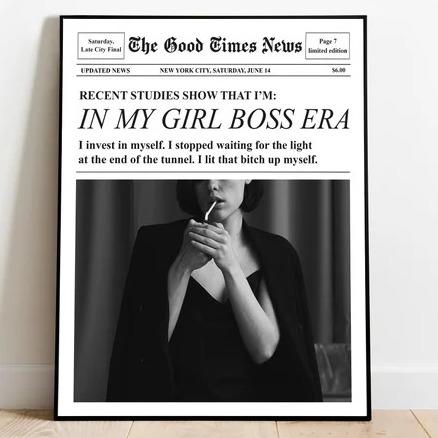 Saturday,
Late City Final
The Good Times News
Page 7
limited edition
UPDATED NEWS
NEW YORK CITY, SATURDAY, JUNE 14
$6.00
RECENT STUDIES SHOW THAT I'M:
IN MY GIRL BOSS ERA
I invest in myself. I stopped waiting for the light
at the end of the tunnel. I lit that bitch up myself.